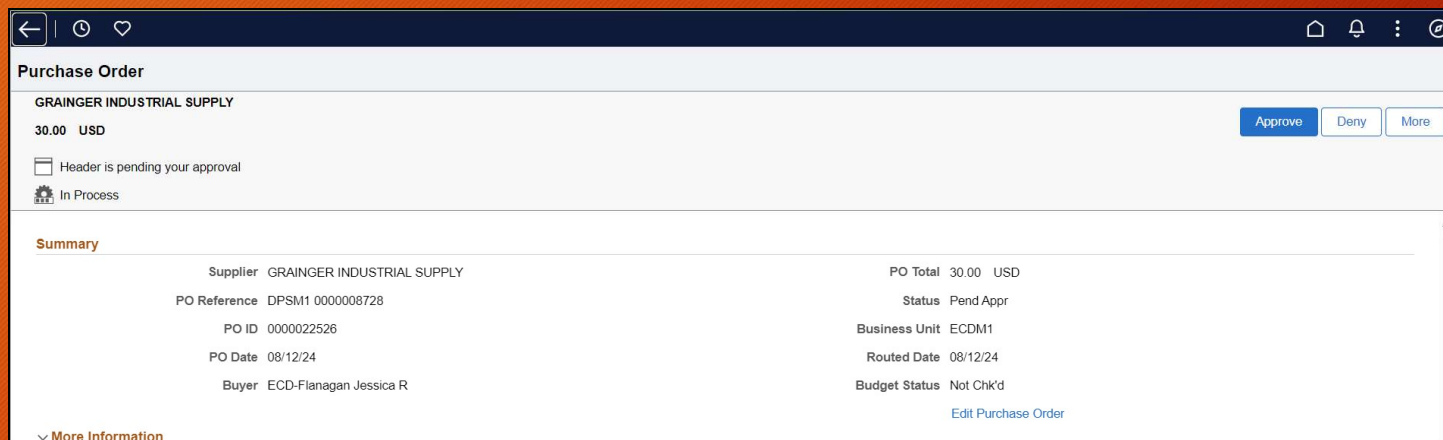 Purchase Order
GRAINGER INDUSTRIAL SUPPLY
30.00 USD
Approve Deny More
Header is pending your approval
In Process
Summary
Supplier GRAINGER INDUSTRIAL SUPPLY PO Total 30.00 USD
PO Reference DPSM1 0000008728 Status Pend Appr
PO ID 0000022526 Business Unit ECDM1
PO Date 08/12/24 Routed Date 08/12/24
Buyer ECD-Flanagan Jessica R Budget Status Not Chk'd
Edit Purchase Order
More Information